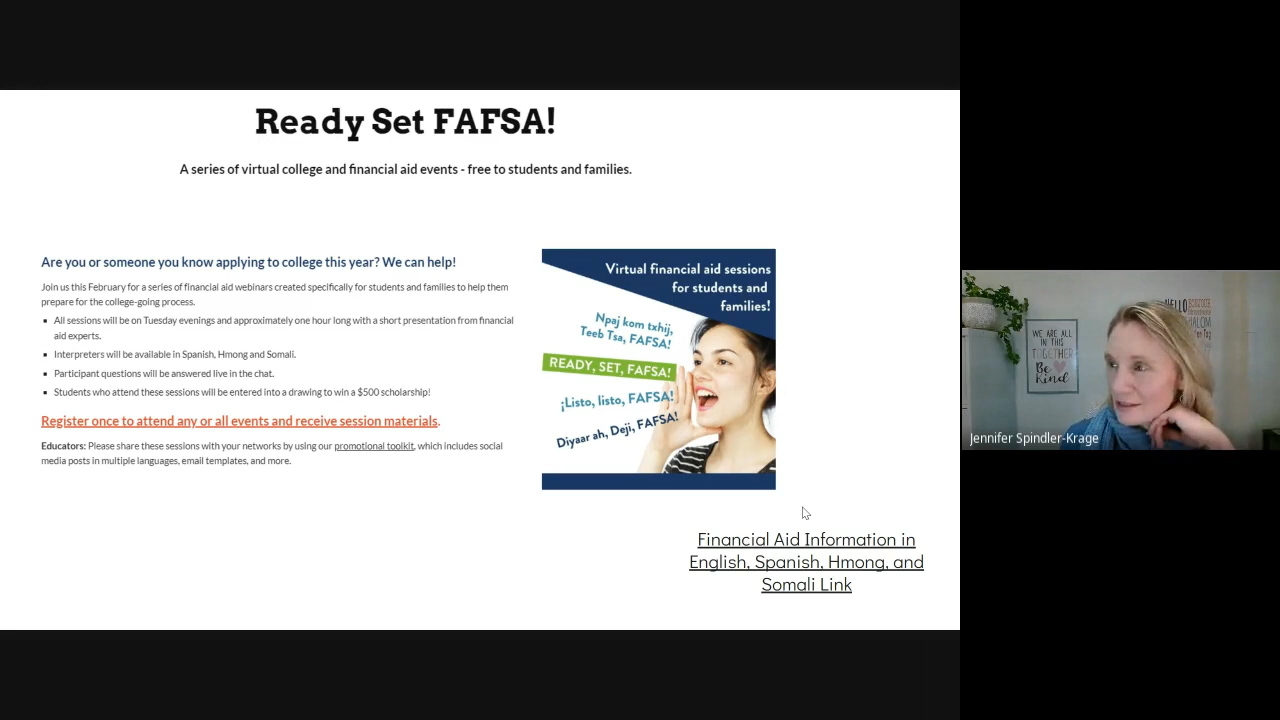 Ready Set FAFSA!
A series of virtual college and financial aid events - free to students and families.
Are you or someone you know applying to college this year? We can help!
Join us this February for a series of financial aid webinars created specifically for students and families to help them
prepare for the college-going process.
▪ All sessions will be on Tuesday evenings and approximately one hour long with a short presentation from financial
aid experts.
▪ Interpreters will be available in Spanish, Hmong and Somali.
▪ Participant questions will be answered live in the chat.
▪ Students who attend these sessions will be entered into a drawing to win a $500 scholarship!
Register once to attend any or all events and receive session materials.
Educators: Please share these sessions with your networks by using our promotional toolkit, which includes social
media posts in multiple languages, email templates, and more.
Virtual financial aid sessions
for students and
families!
Npaj kom txhij,
Teeb Tsa, FAFSA!
READY, SET, FAFSA!
¡Listo, listo, FAFSA!
Diyaar ah, Deji, FAFSA!
Financial Aid Information in
English, Spanish, Hmong, and
Somali Link
WE ARE ALL
IN THIS
TOGETHER
Be
Kind
HELLO
Jennifer Spindler-Krage